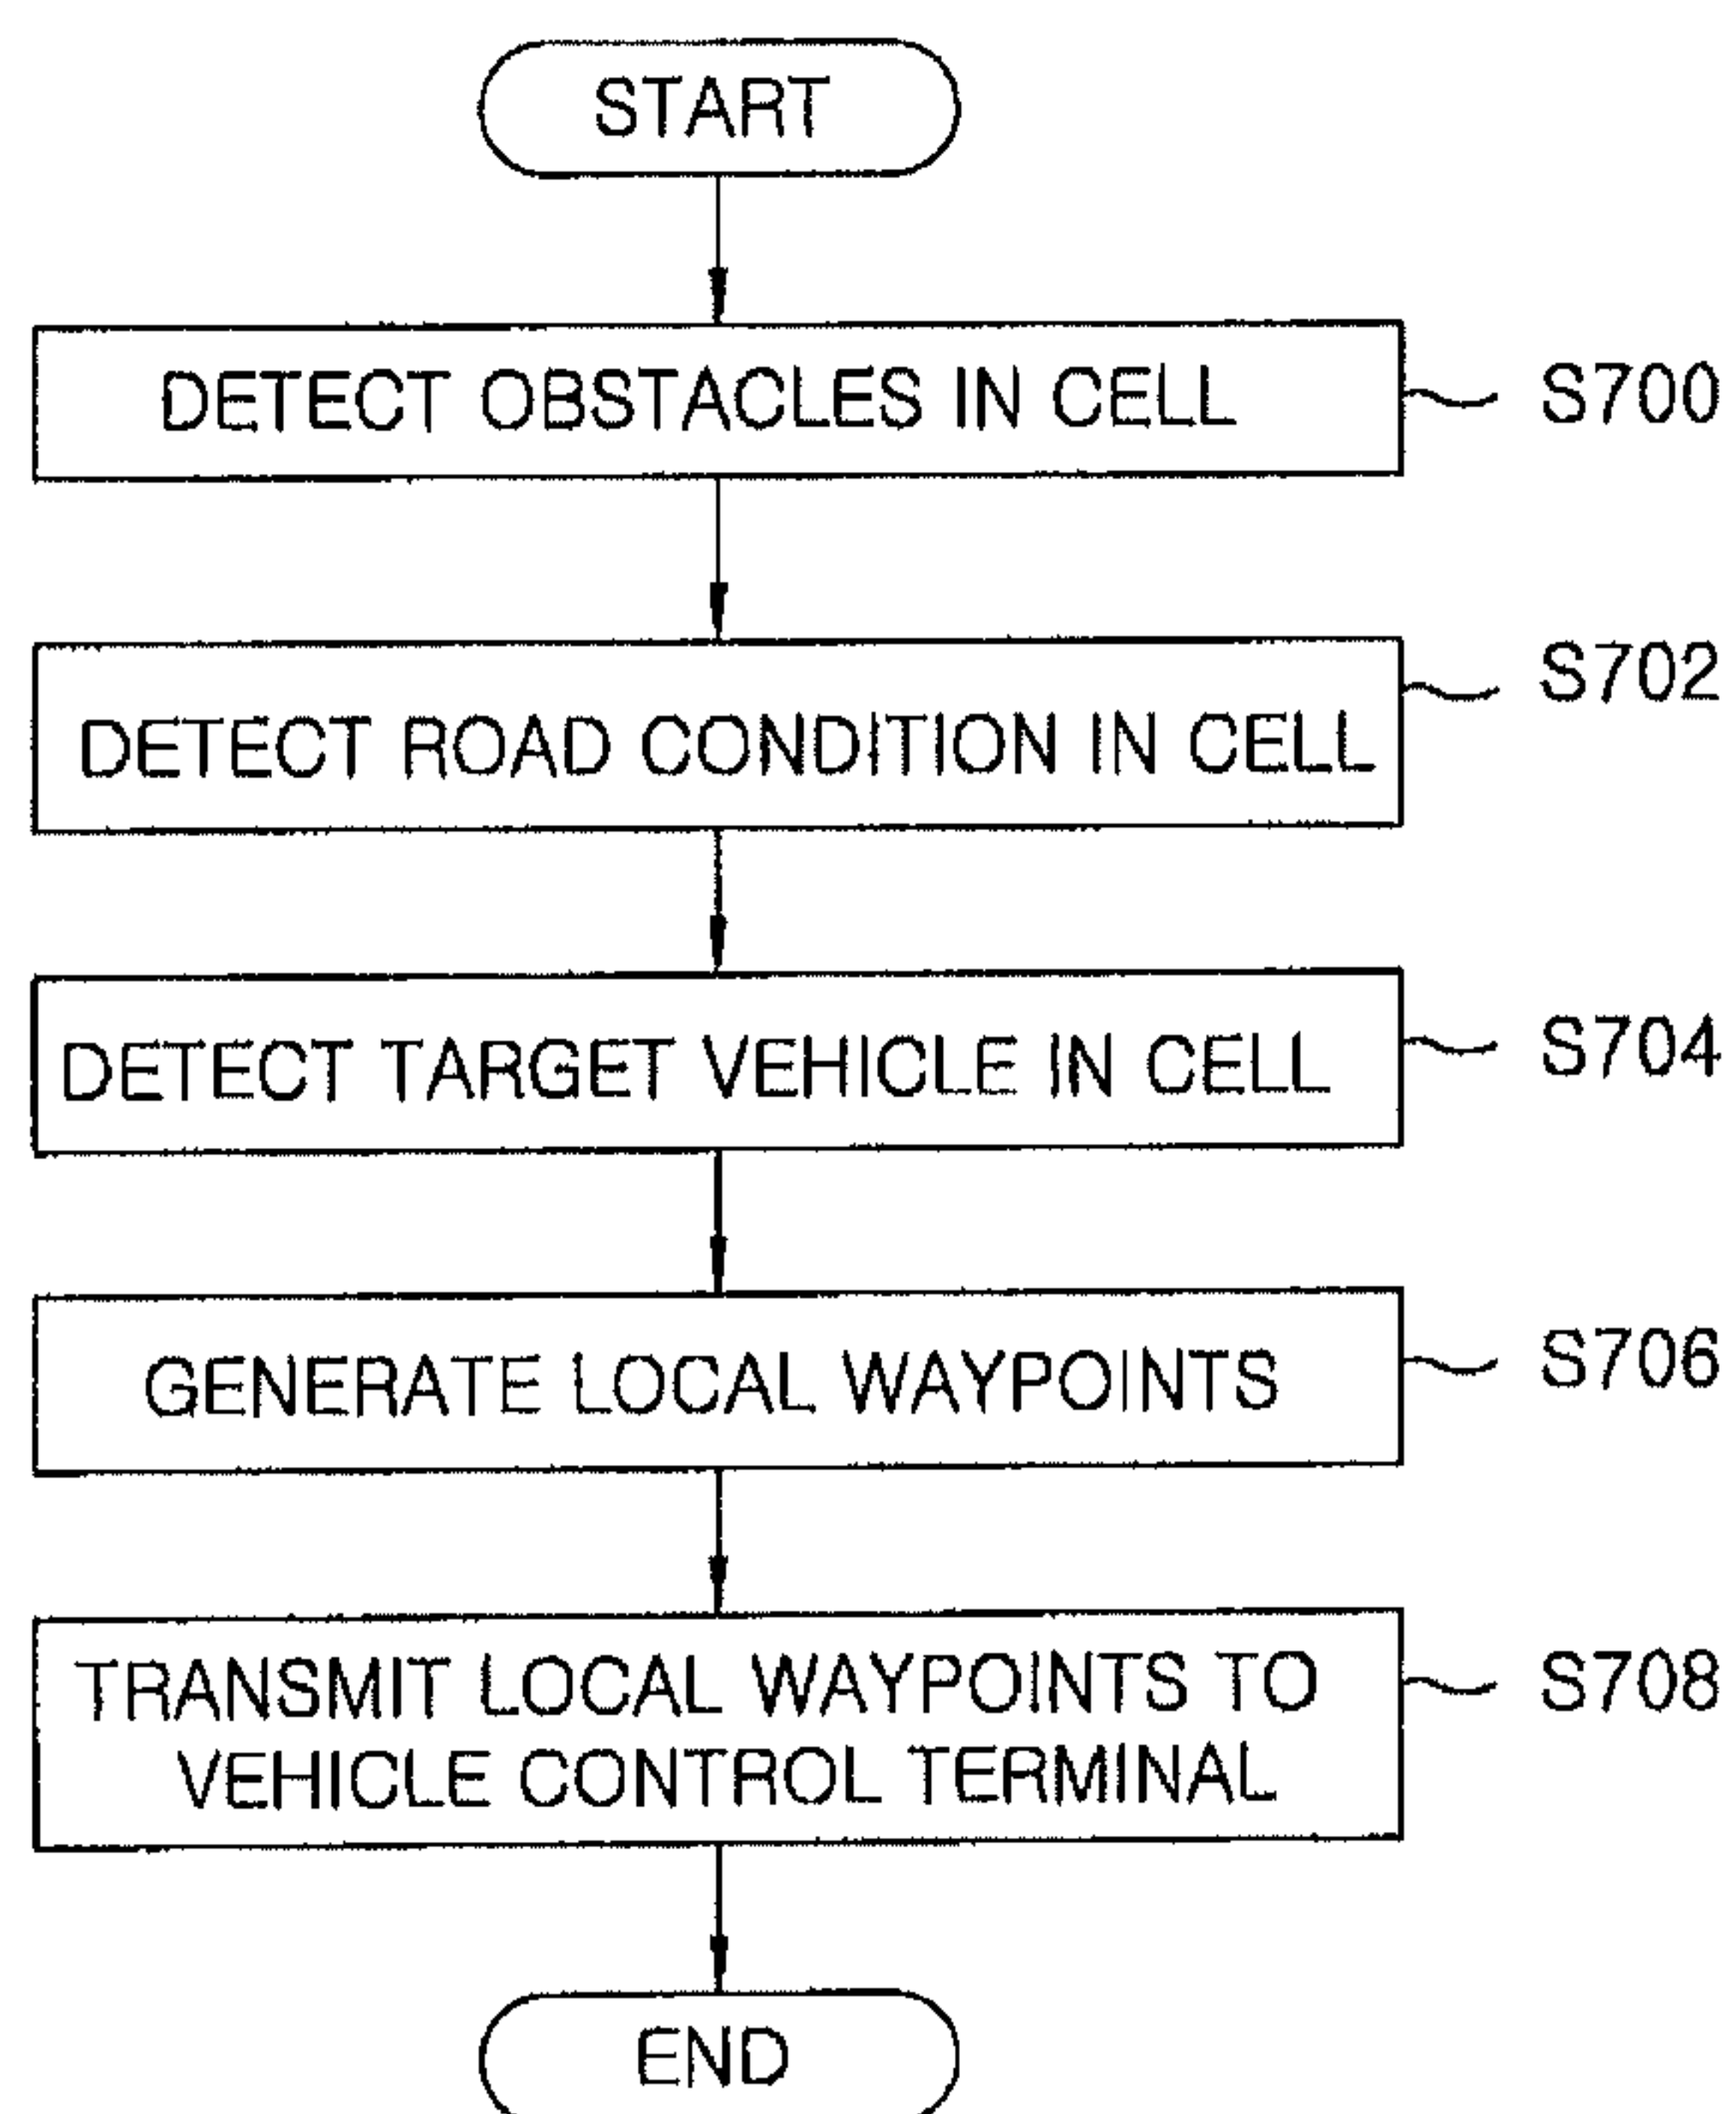 START
DETECT OBSTACLES IN CELL
S700
S702
DETECT ROAD CONDITION IN CELL
DETECT TARGET VEHICLE IN CELL
S704
GENERATE LOCAL WAYPOINTS
S706
TRANSMIT LOCAL WAYPOINTS TO
S708
VEHICLE CONTROL TERMINAL
END